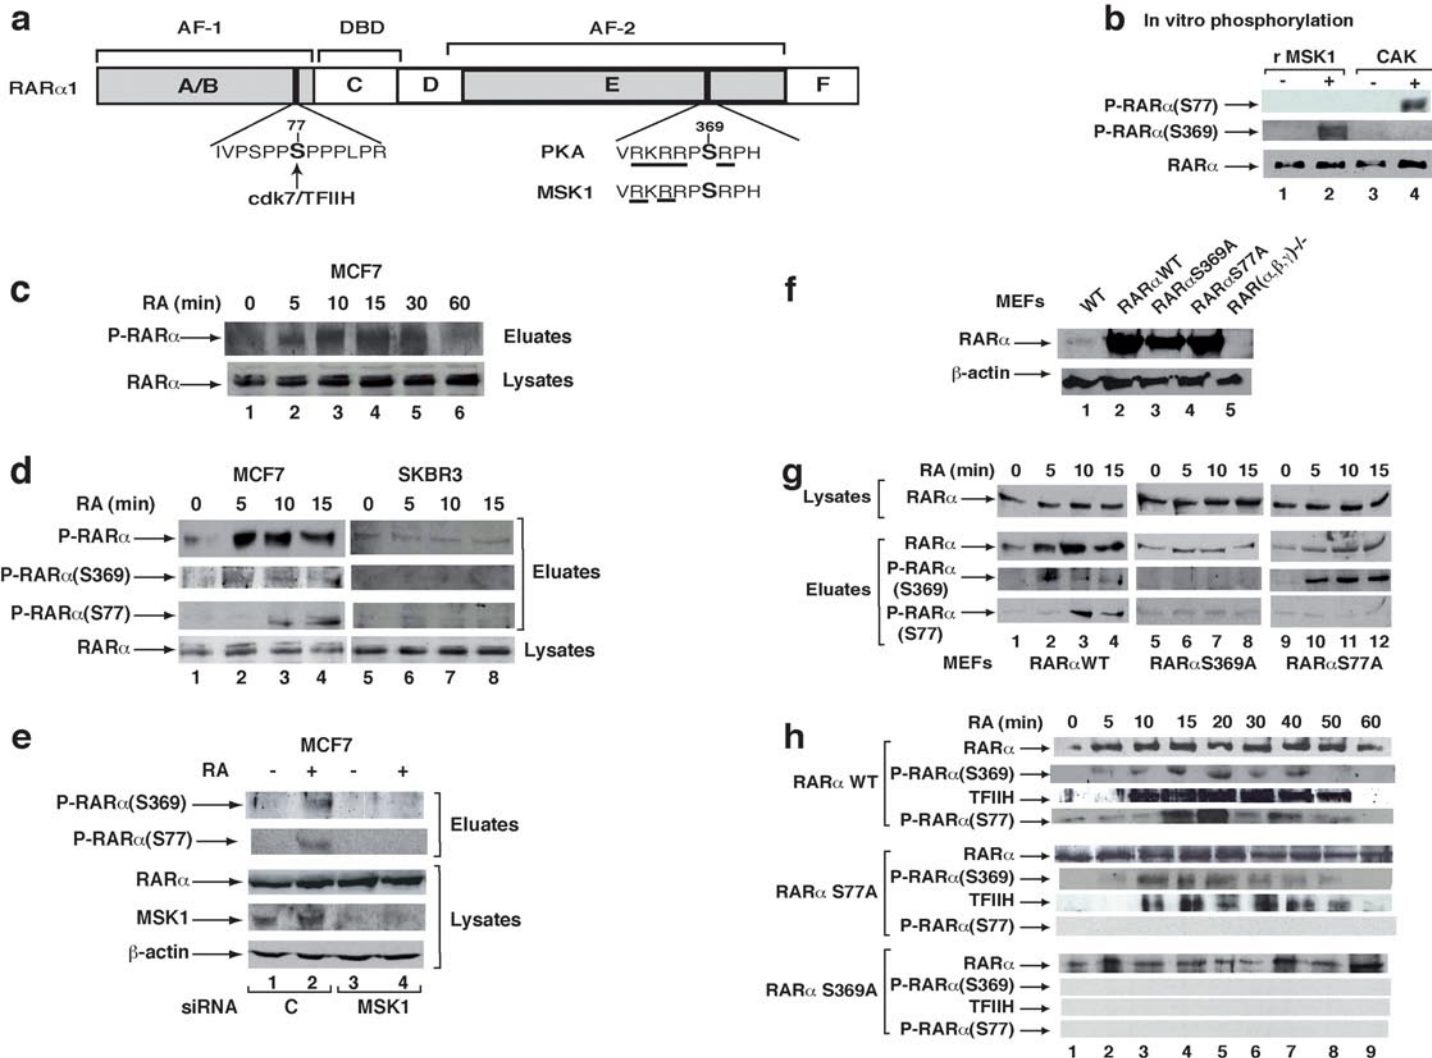 a
AF-1 DBD AF-2
RARα1 A/B C D E F
77 369
IVPSPPSPPPLPR PKA VRKRRPSRPH
cdk7/TFIIH MSK1 VRKRRPSRPH
b In vitro phosphorylation
r MSK1 CAK
- + - +
P-RARα(S77)
P-RARα(S369)
RARα
1 2 3 4
c MCF7
RA (min) 0 5 10 15 30 60
P-RARα Eluates
RARα Lysates
1 2 3 4 5 6
d MCF7 SKBR3
RA (min) 0 5 10 15 0 5 10 15
P-RARα
P-RARα(S369) Eluates
P-RARα(S77)
RARα Lysates
1 2 3 4 5 6 7 8
e MCF7
RA - + - +
P-RARα(S369)
Eluates
P-RARα(S77)
RARα
MSK1 Lysates
β-actin
1 2 3 4
siRNA C MSK1
f
MEFs WT RARαWT RARαS369A RARαS77A RAR(α,β,γ)-/-
RARα
β-actin
1 2 3 4 5
g RA (min) 0 5 10 15 0 5 10 15 0 5 10 15
Lysates RARα
RARα
P-RARα
(S369)
Eluates
P-RARα
(S77)
1 2 3 4 5 6 7 8 9 10 11 12
MEFs RARαWT RARαS369A RARαS77A
h RA (min) 0 5 10 15 20 30 40 50 60
RARα
RARα WT P-RARα(S369)
TFIIH
P-RARα(S77)
RARα
RARα S77A P-RARα(S369)
TFIIH
P-RARα(S77)
RARα
RARα S369A P-RARα(S369)
TFIIH
P-RARα(S77)
1 2 3 4 5 6 7 8 9